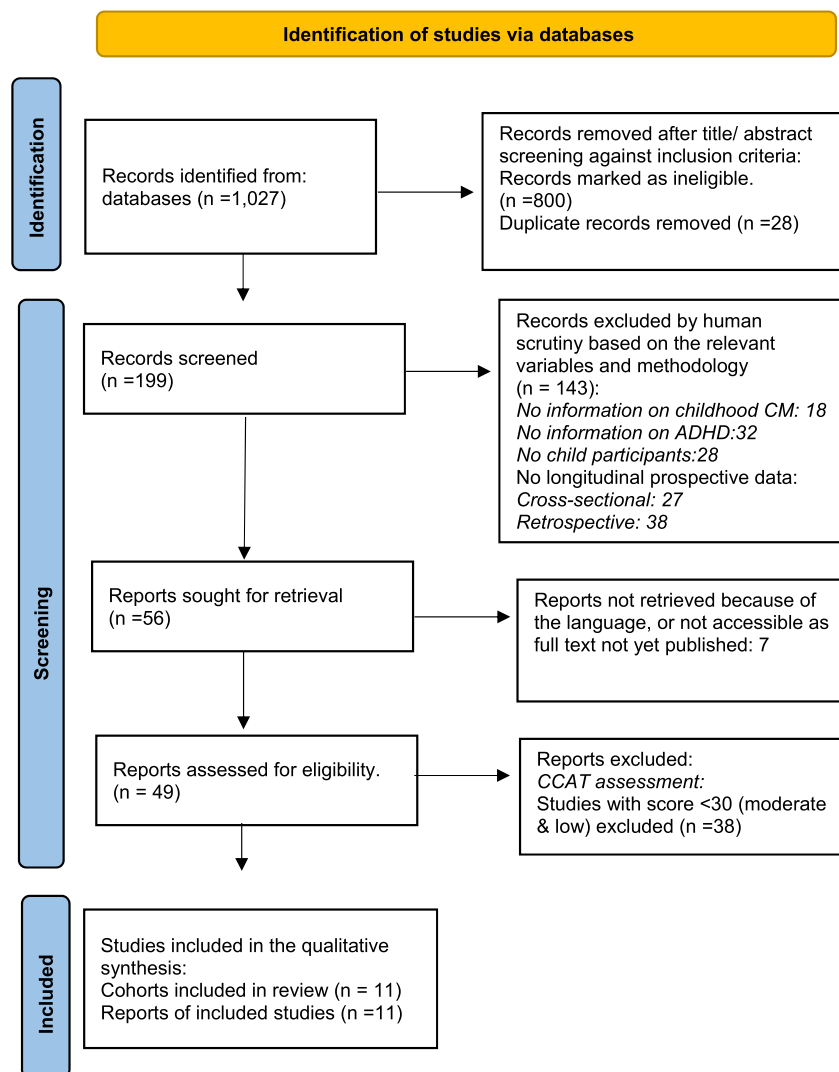 Identification of studies via databases
Identification
Records identified from:
databases (n =1,027)
Records removed after title/ abstract
screening against inclusion criteria:
Records marked as ineligible.
(n =800)
Duplicate records removed (n =28)
Screening
Records screened
(n =199)
Records excluded by human
scrutiny based on the relevant
variables and methodology
(n = 143):
No information on childhood CM: 18
No information on ADHD:32
No child participants:28
No longitudinal prospective data:
Cross-sectional: 27
Retrospective: 38
Reports sought for retrieval
(n =56)
Reports not retrieved because of
the language, or not accessible as
full text not yet published: 7
Reports assessed for eligibility.
(n = 49)
Reports excluded:
CCAT assessment:
Studies with score <30 (moderate
& low) excluded (n =38)
Included
Studies included in the qualitative
synthesis:
Cohorts included in review (n = 11)
Reports of included studies (n =11)